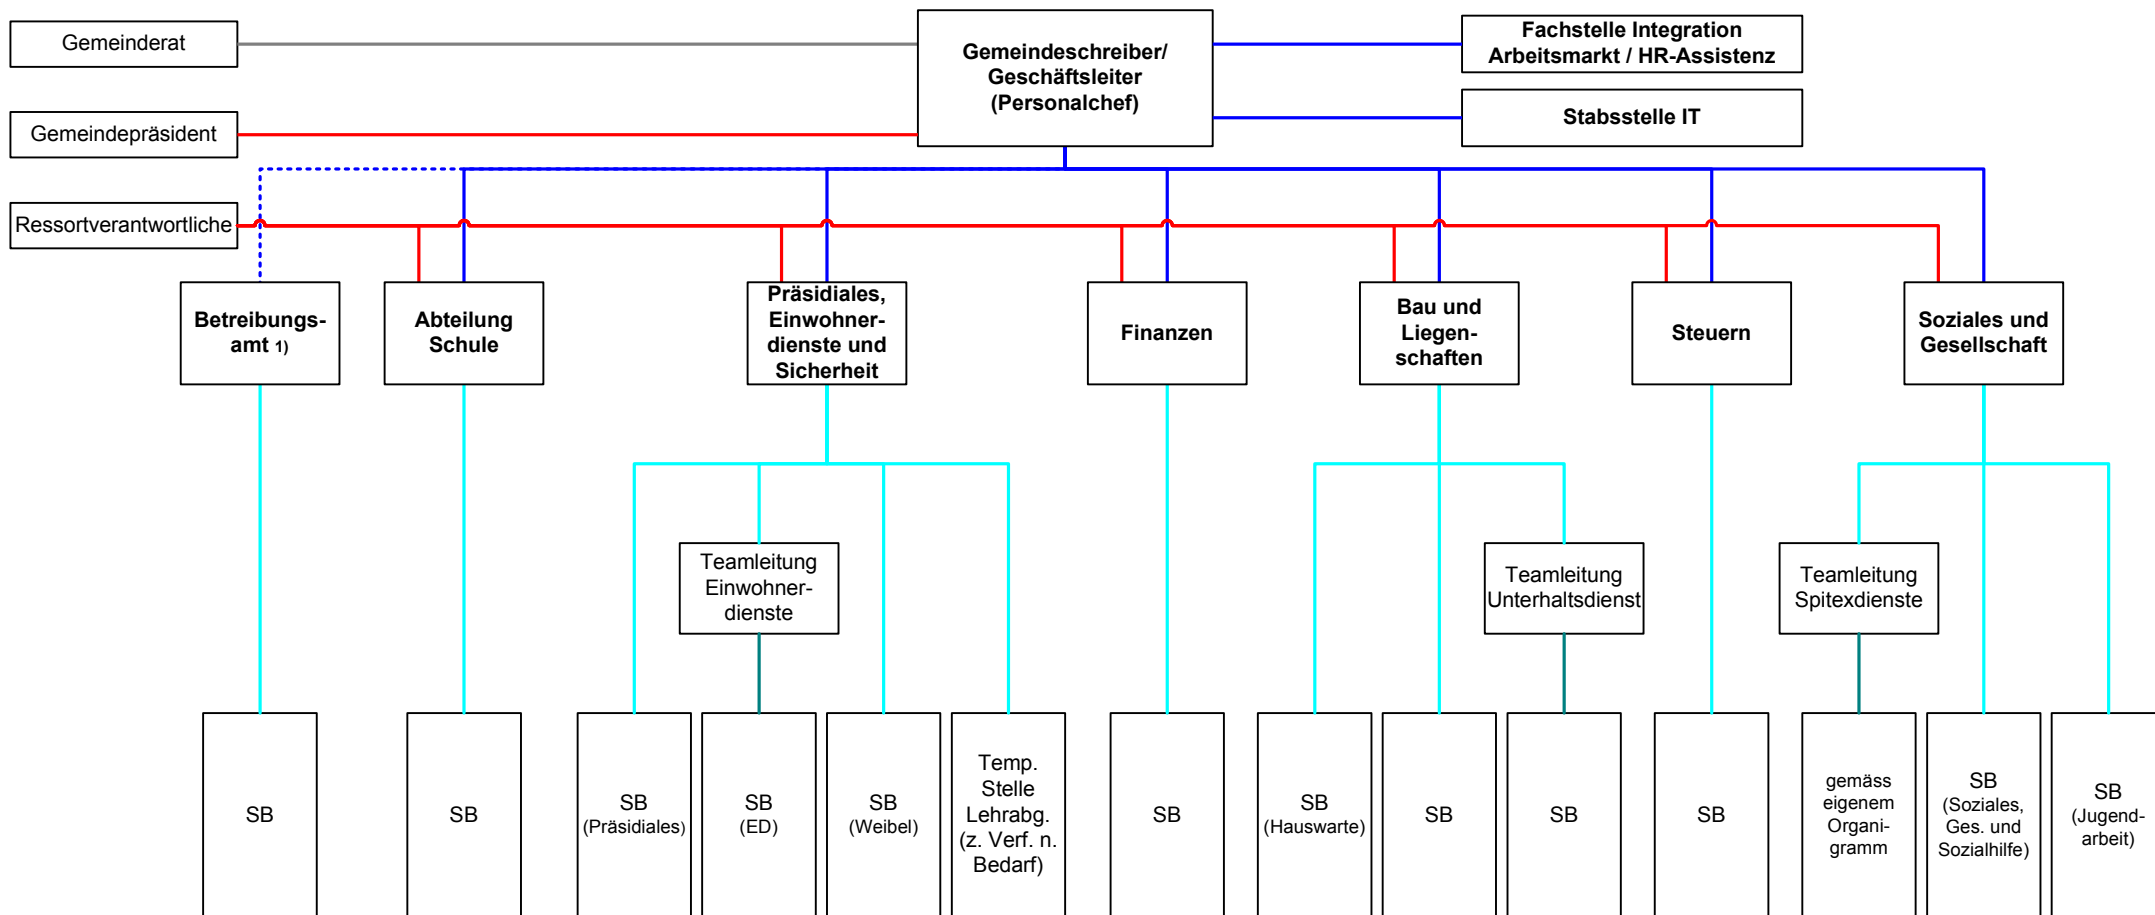 Gemeinderat
Gemeindeschreiber/
Geschäftsleiter
(Personalchef)
Fachstelle Integration
Arbeitsmarkt / HR-Assistenz
Gemeindepräsident
Stabsstelle IT
Ressortverantwortliche
Betreibungs-
amt 1)
Abteilung
Schule
Präsidiales,
Einwohner-
dienste und
Sicherheit
Finanzen
Bau und
Liegen-
schaften
Steuern
Soziales und
Gesellschaft
Teamleitung
Einwohner-
dienste
Teamleitung
Unterhaltsdienst
Teamleitung
Spitexdienste
SB
SB
SB
(Präsidiales)
SB
(ED)
SB
(Weibel)
Temp.
Stelle
Lehrabg.
(z. Verf. n.
Bedarf)
SB
SB
(Hauswarte)
SB
SB
SB
gemäss
eigenem
Organi-
gramm
SB
(Soziales,
Ges. und
Sozialhilfe)
SB
(Jugend-
arbeit)